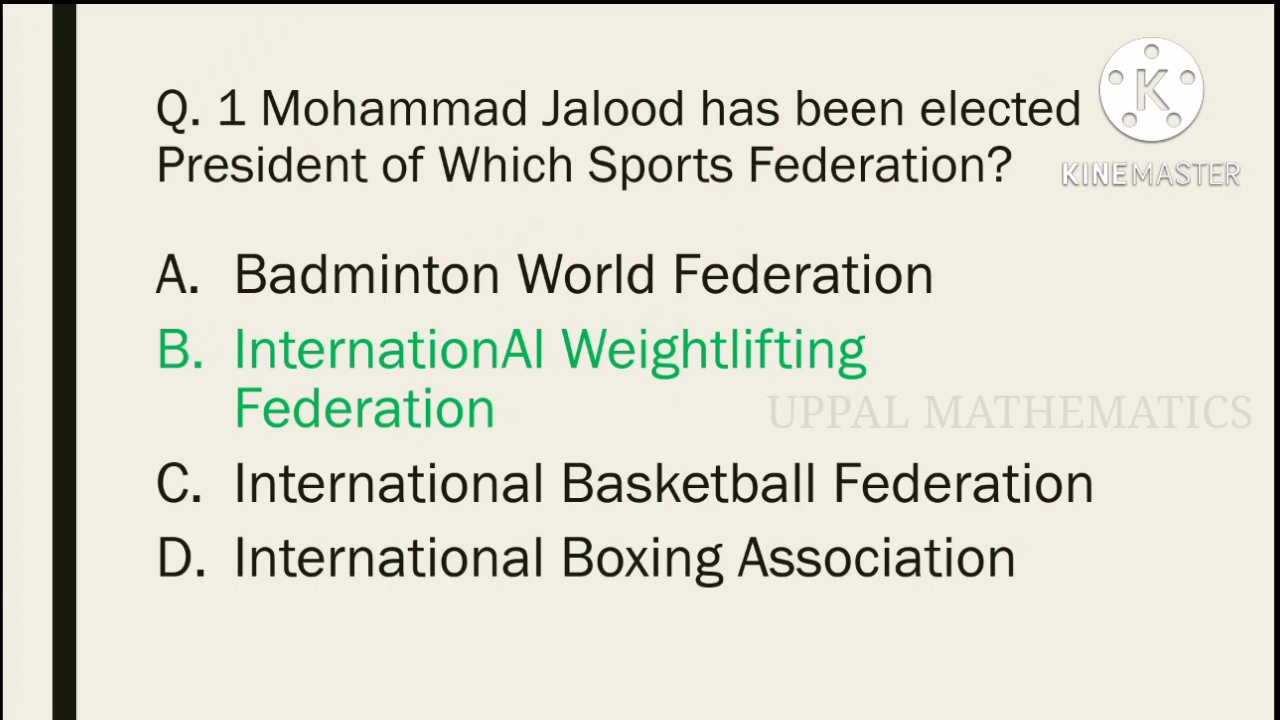 Q. 1 Mohammad Jalood has been elected
President of Which Sports Federation?
K
KINEMASTER
A. Badminton World Federation
B. InternationAl Weightlifting
Federation
UPPAL MATHEMATICS
C. International Basketball Federation
D. International Boxing Association